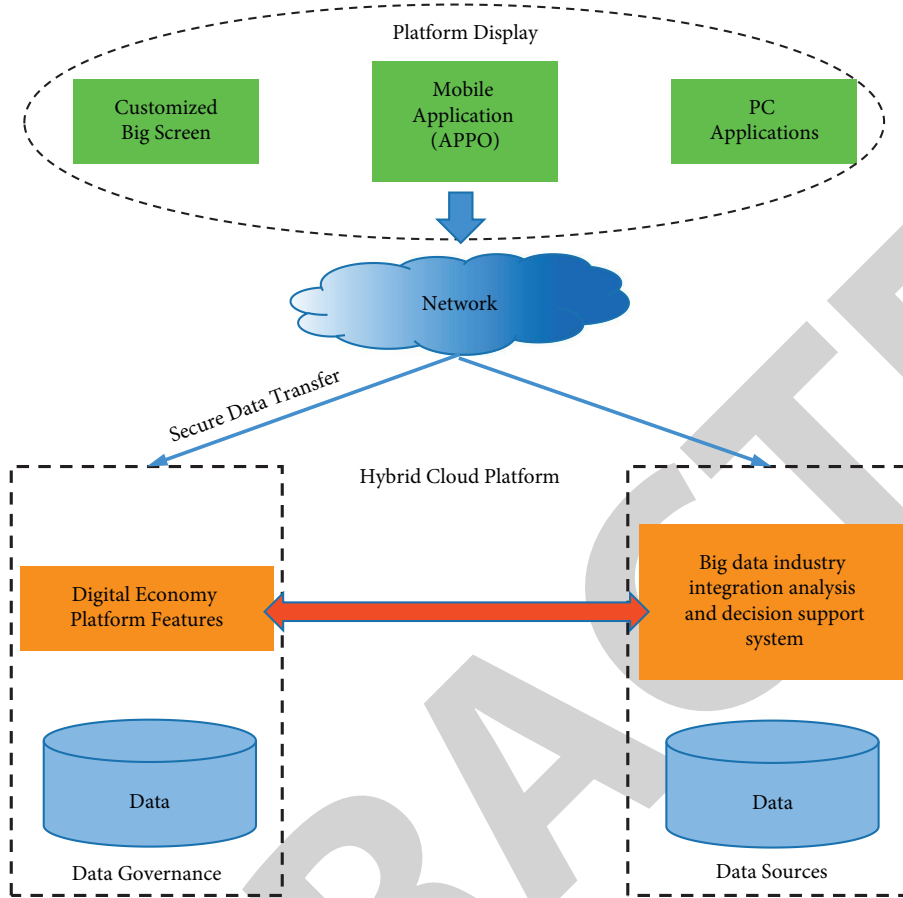 Platform Display
Customized
Big Screen
Mobile
Application
(APPO)
PC
Applications
Network
Secure Data Transfer
Hybrid Cloud Platform
Digital Economy
Platform Features
Big data industry
integration analysis
and decision support
system
Data
Data
Data Governance
Data Sources